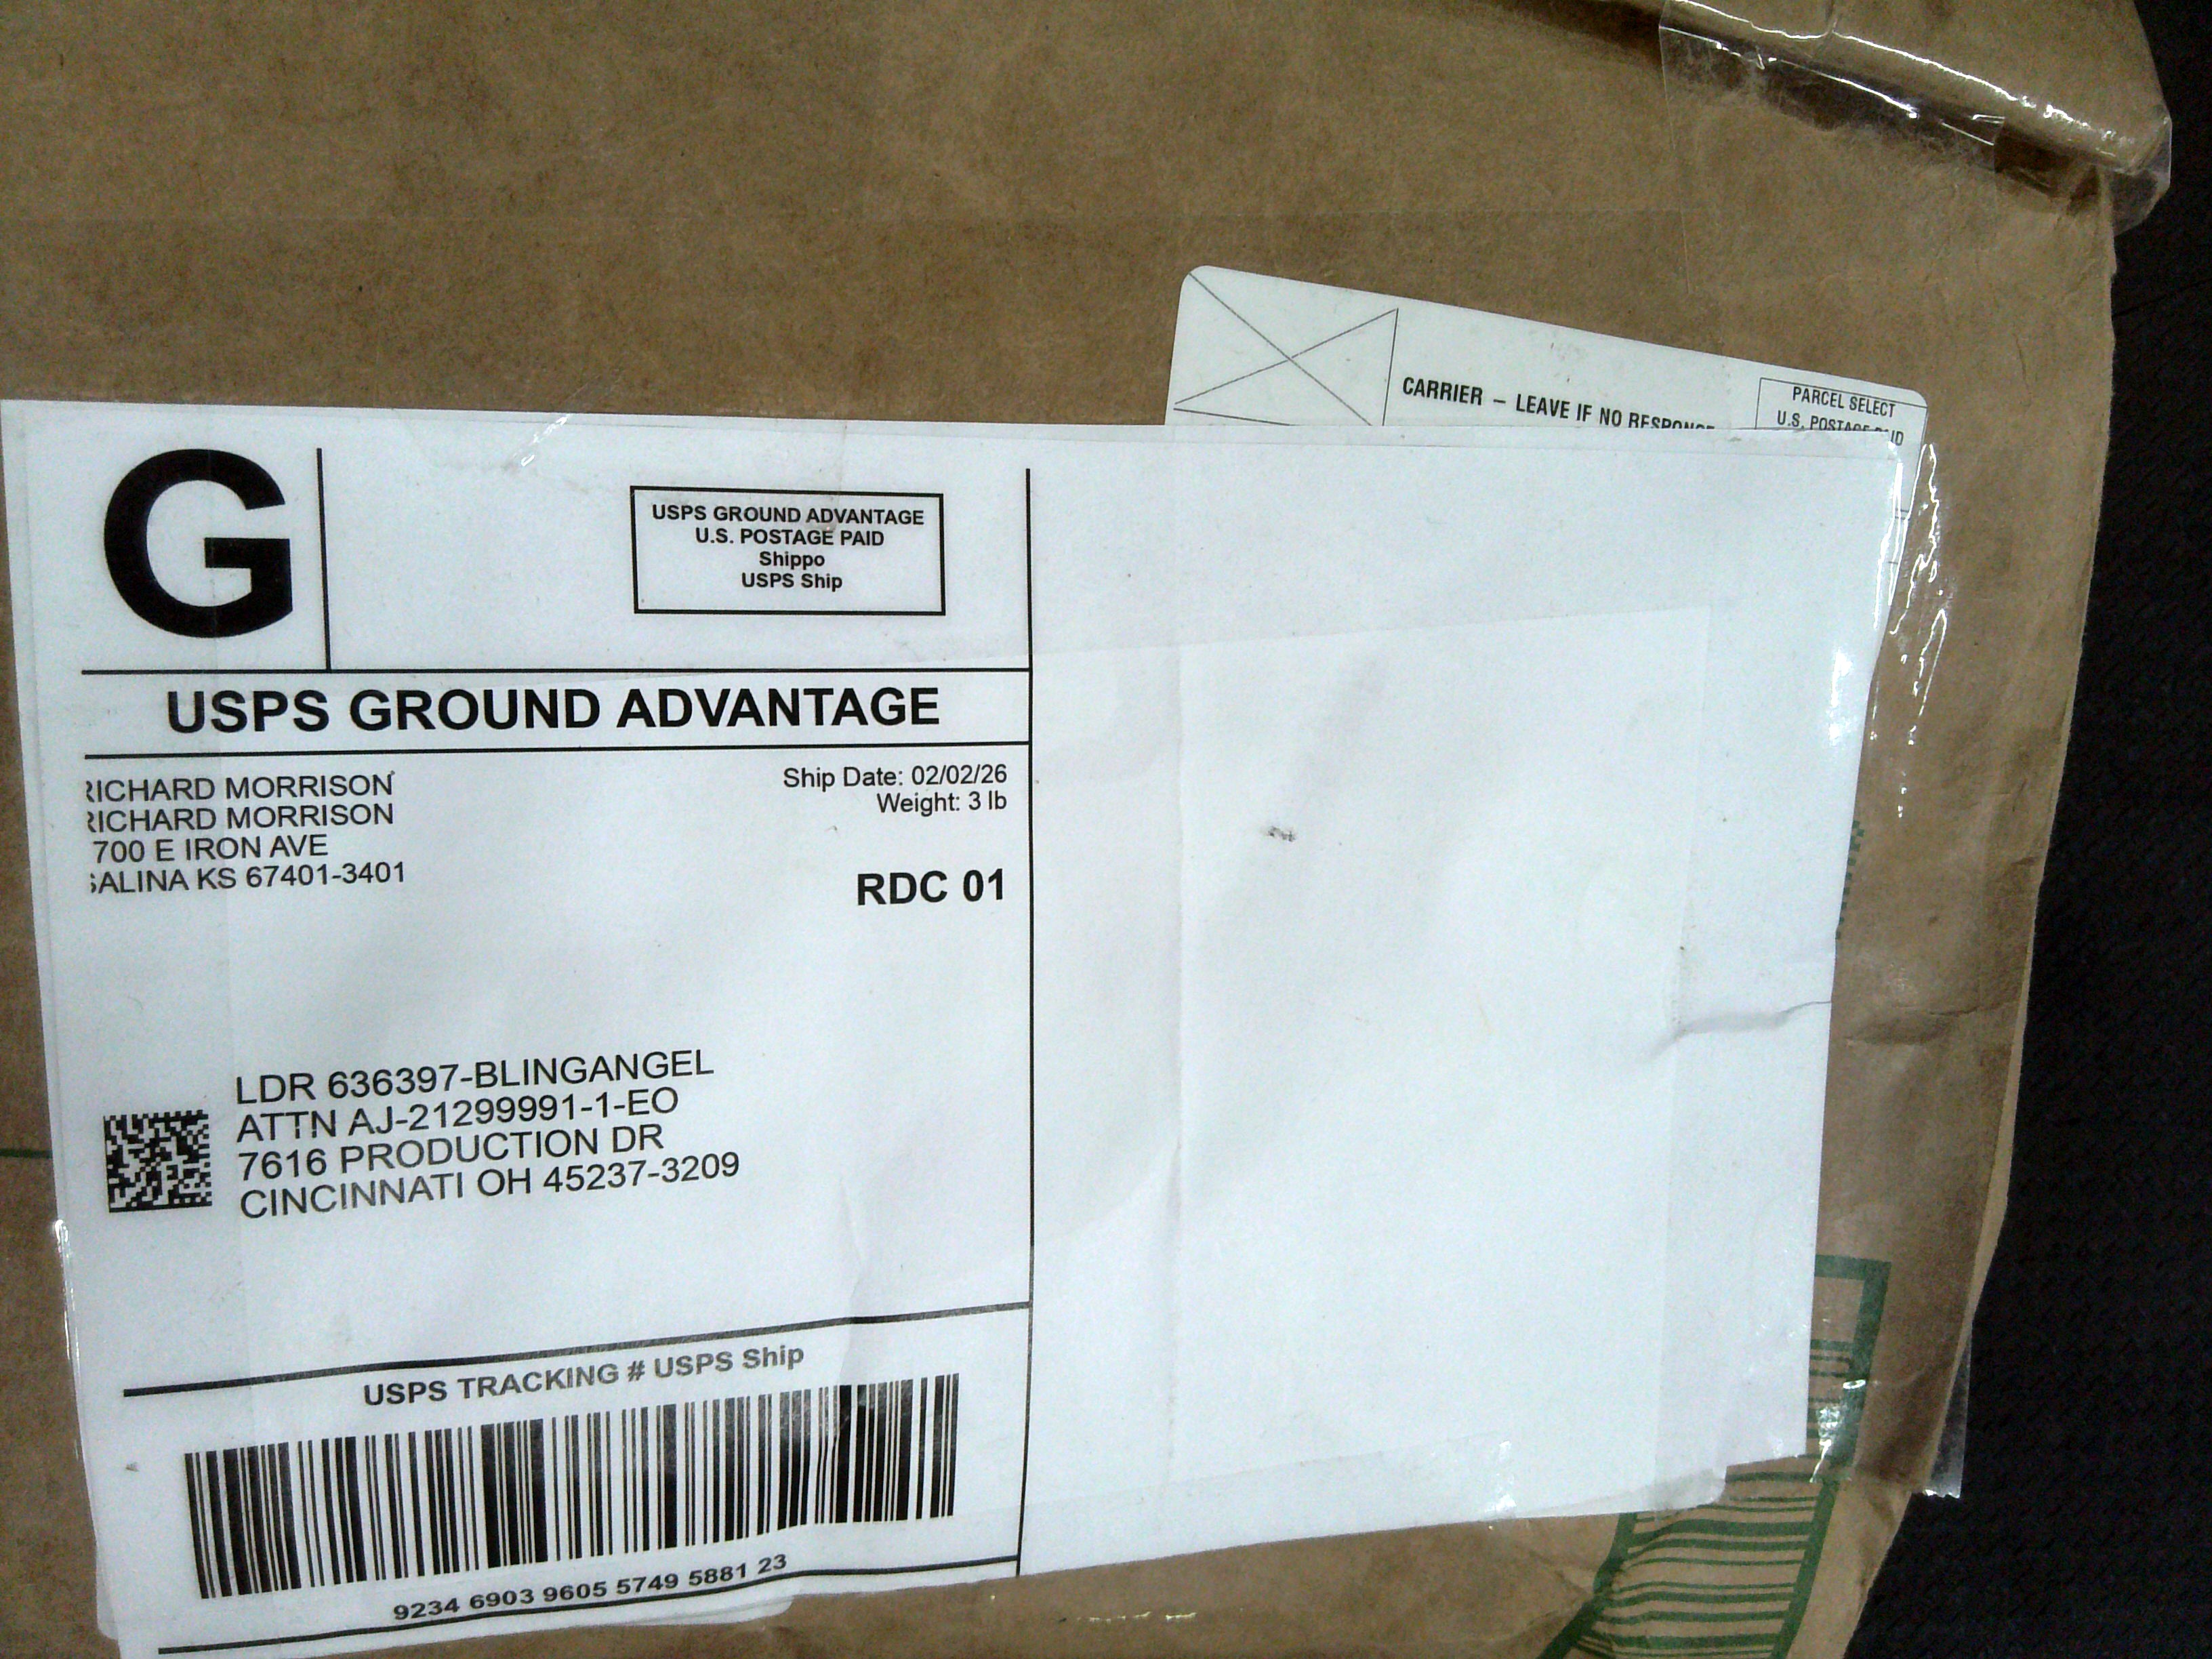 CARRIER – LEAVE IF NO RESPONSE
PARCEL SELECT
U.S. POSTAGE PAID
G
USPS GROUND ADVANTAGE
U.S. POSTAGE PAID
Shippo
USPS Ship
USPS GROUND ADVANTAGE
RICHARD MORRISON
RICHARD MORRISON
700 E IRON AVE
SALINA KS 67401-3401
Ship Date: 02/02/26
Weight: 3 lb
RDC 01
LDR 636397-BLINGANGEL
ATTN AJ-21299991-1-EO
7616 PRODUCTION DR
CINCINNATI OH 45237-3209
USPS TRACKING # USPS Ship
9234 6903 9605 5749 5881 23